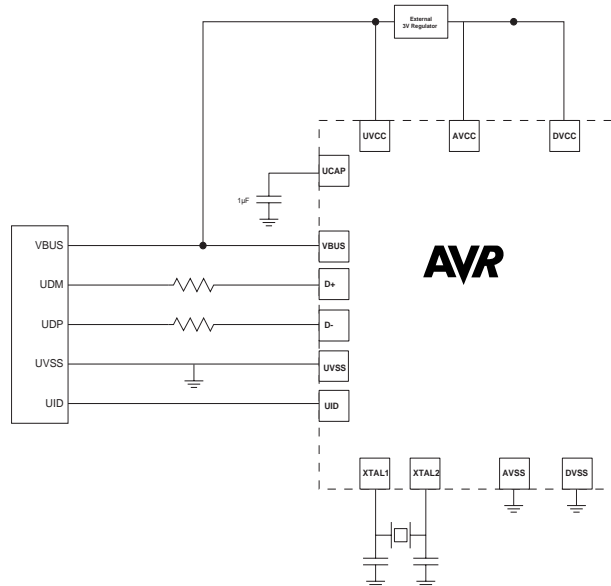 External
3V Regulator
UVCC
AVCC
DVCC
UCAP
1µF
VBUS
VBUS
UDM
D+
UDP
D-
UVSS
UVSS
UID
UID
AVR
XTAL1
XTAL2
AVSS
DVSS